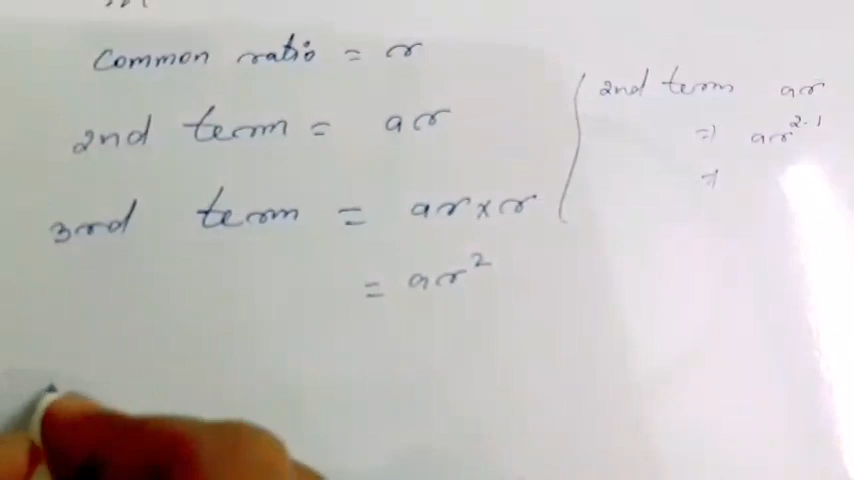 Common ratio = r
2nd term = ar
3rd term = ar x r
= ar²
2nd term ar
=> ar²⁻¹
=>